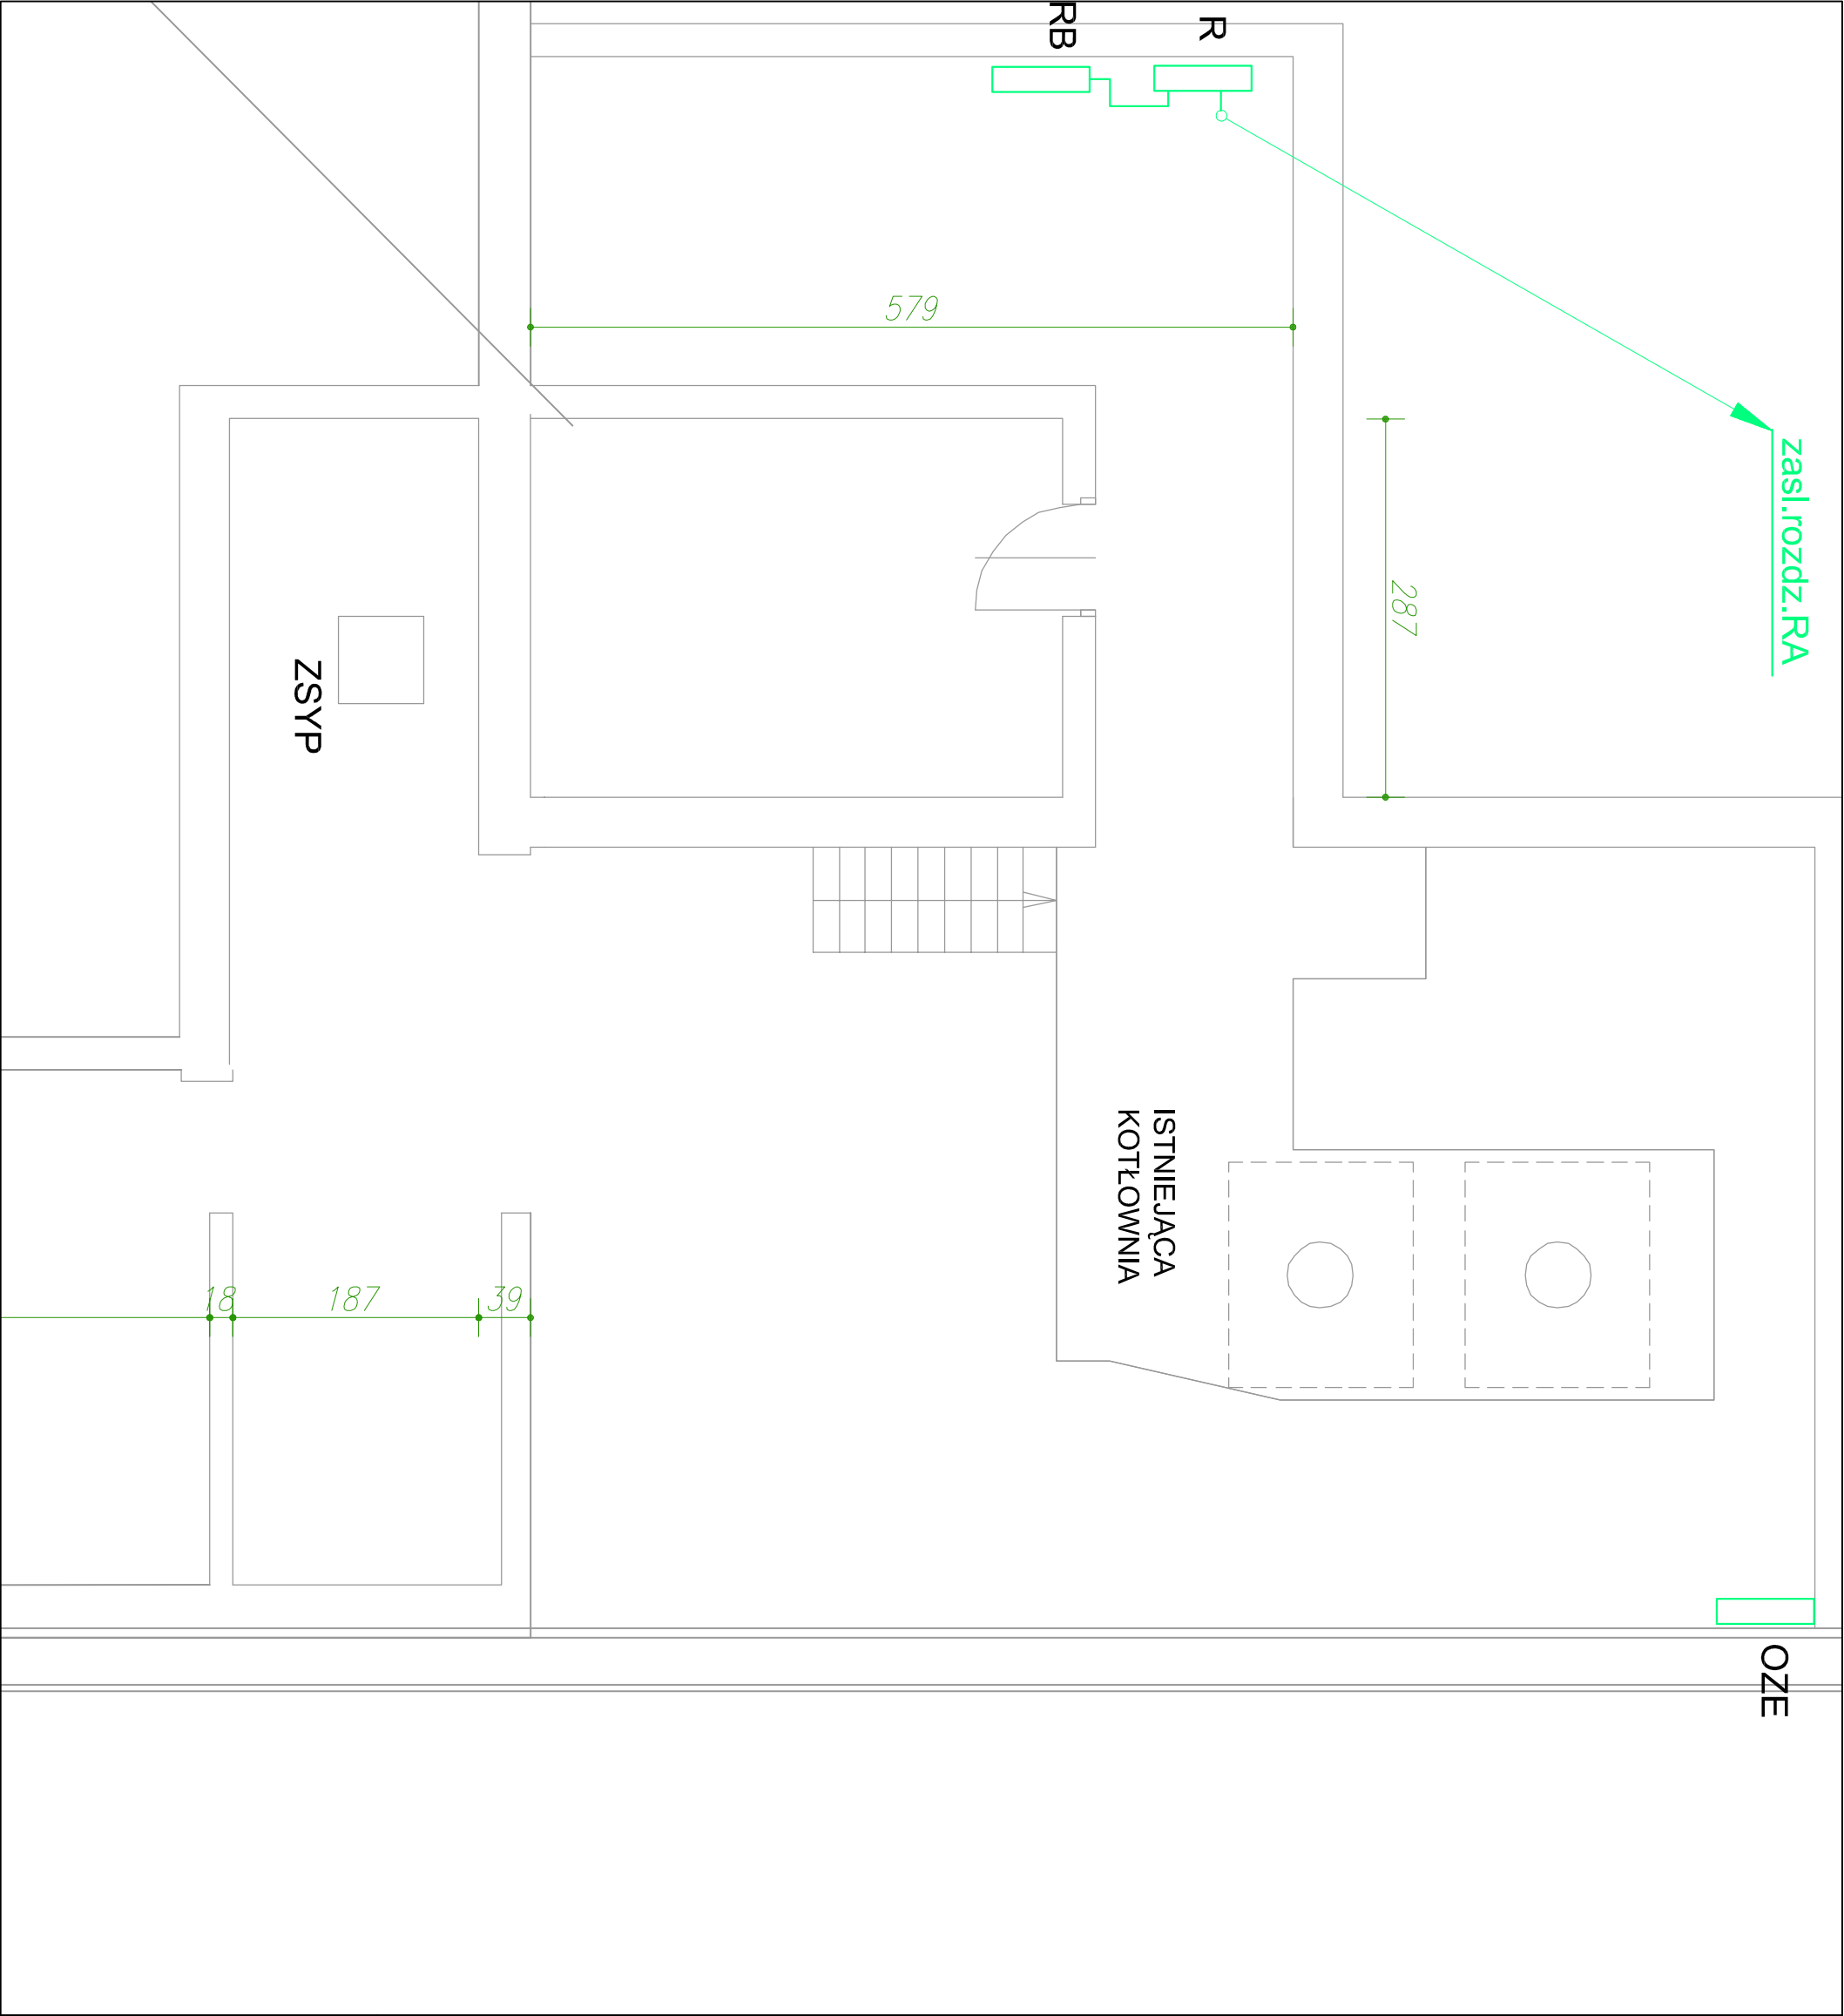 RB
R
zasl.rozdz.RA
579
287
ZSYP
ISTNIEJĄCA
KOTŁOWNIA
18
187
39
OZE